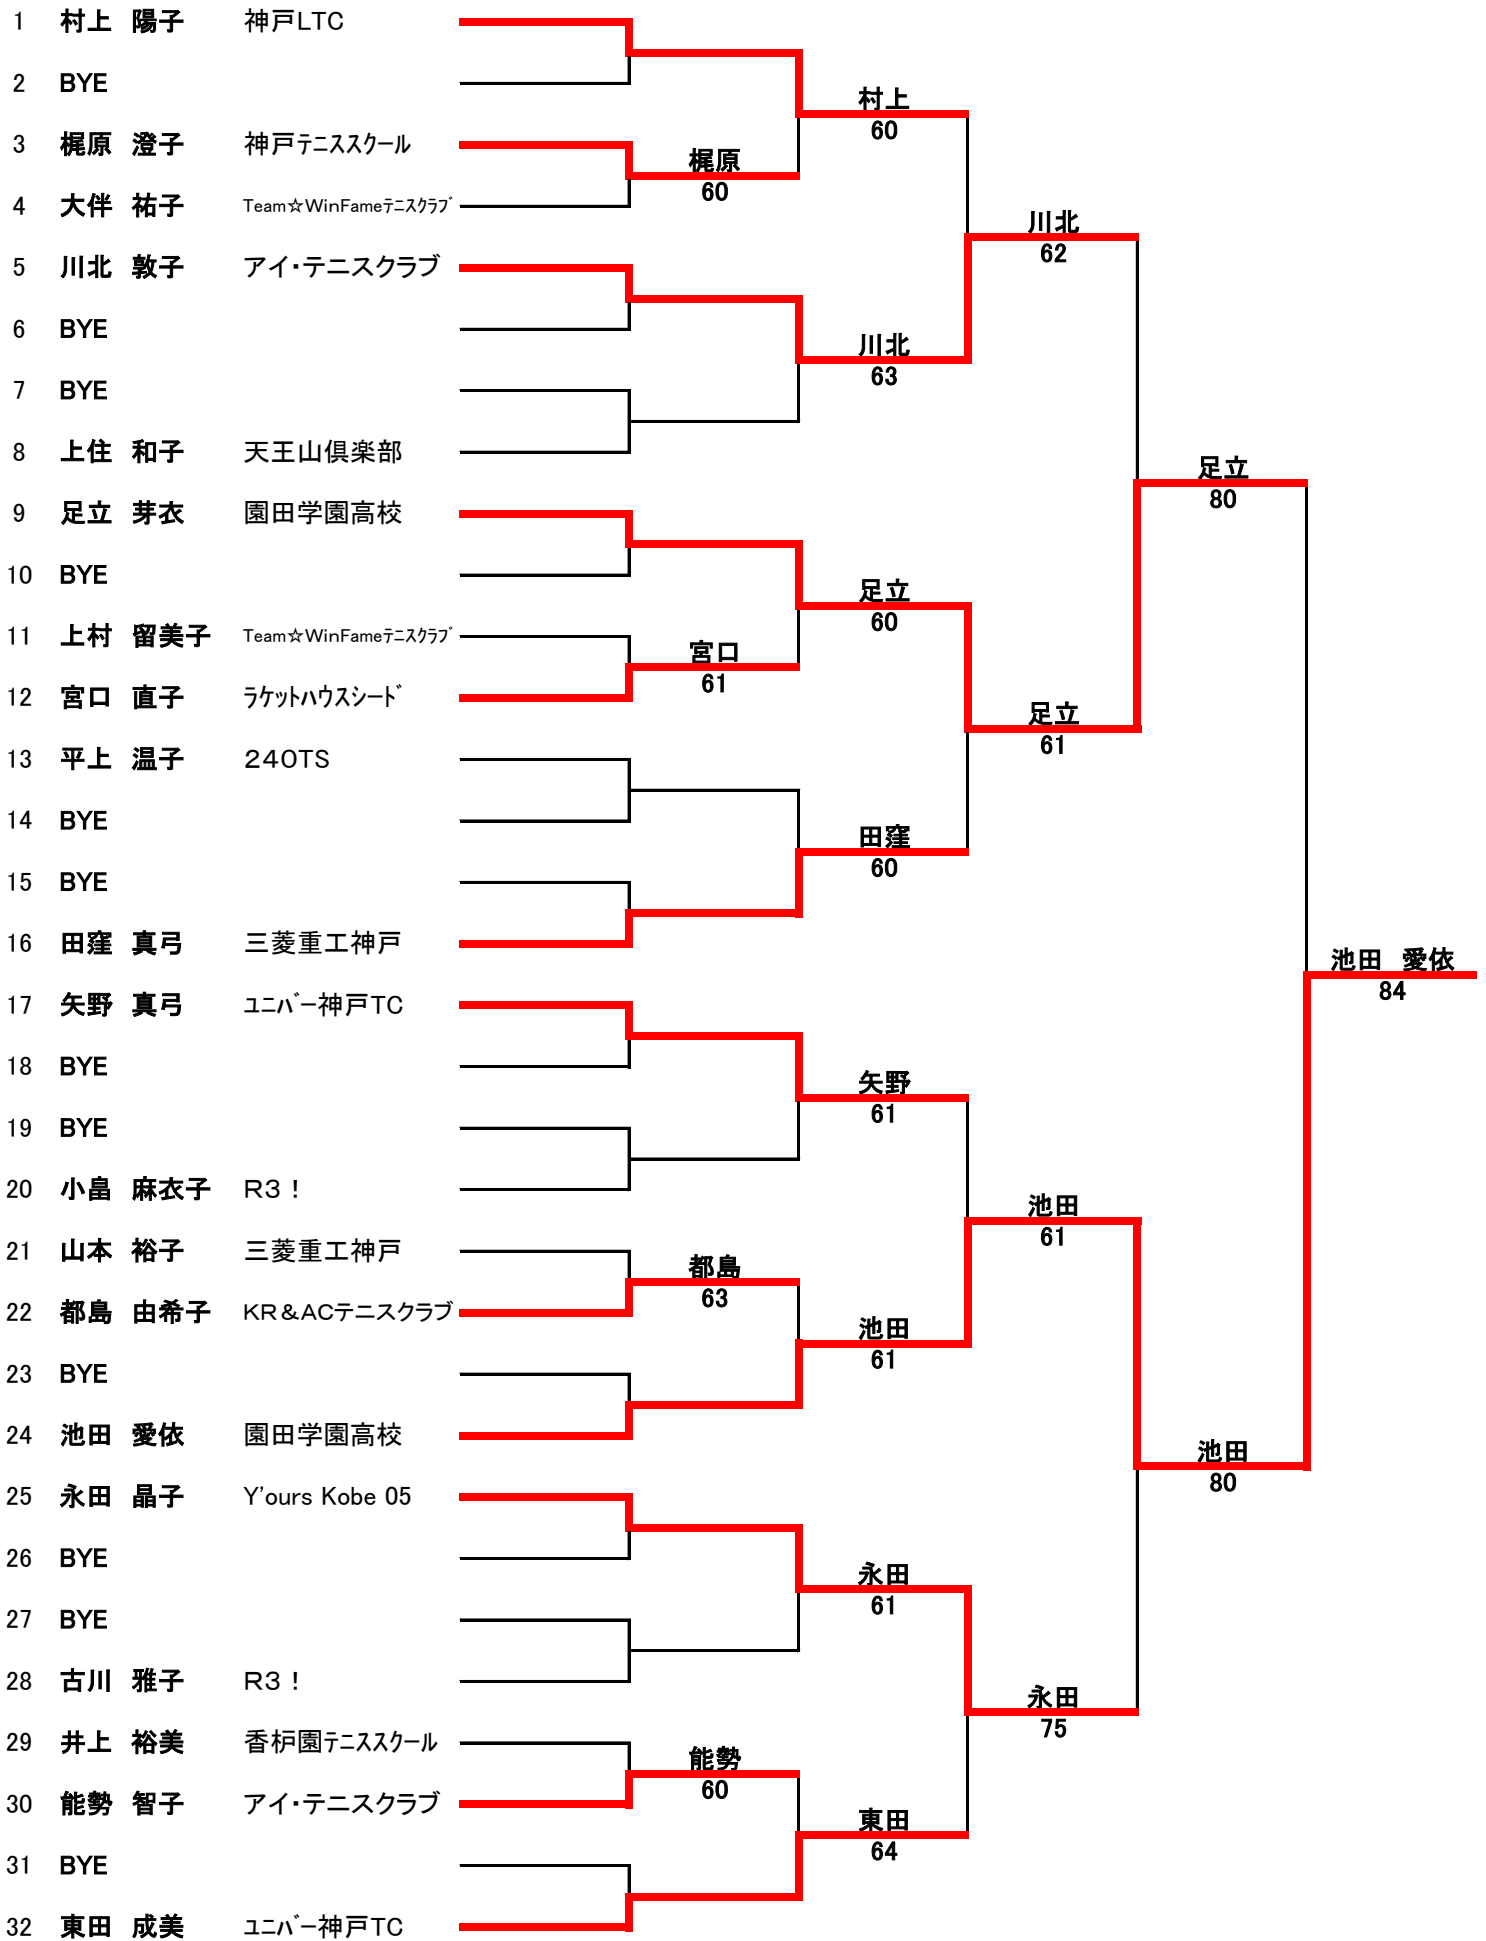 1 村上 陽子 神戸LTC
2 BYE
村上
60
3 梶原 澄子 神戸テニススクール
梶原
60
4 大伴 祐子 Team☆WinFameテニスクラブ
川北
62
5 川北 敦子 アイ・テニスクラブ
6 BYE
川北
63
7 BYE
8 上住 和子 天王山倶楽部
足立
80
9 足立 芽衣 園田学園高校
10 BYE
足立
60
11 上村 留美子 Team☆WinFameテニスクラブ
宮口
61
12 宮口 直子 ラケットハウスシード
足立
61
13 平上 温子 240TS
14 BYE
田窪
60
15 BYE
16 田窪 真弓 三菱重工神戸
池田 愛依
84
17 矢野 真弓 ユニバー神戸TC
18 BYE
矢野
61
19 BYE
20 小畠 麻衣子 R3！
池田
61
21 山本 裕子 三菱重工神戸
都島
63
22 都島 由希子 KR＆ACテニスクラブ
池田
61
23 BYE
24 池田 愛依 園田学園高校
池田
80
25 永田 晶子 Y'ours Kobe 05
26 BYE
永田
61
27 BYE
28 古川 雅子 R3！
永田
75
29 井上 裕美 香枦園テニススクール
能勢
60
30 能勢 智子 アイ・テニスクラブ
東田
64
31 BYE
32 東田 成美 ユニバー神戸TC